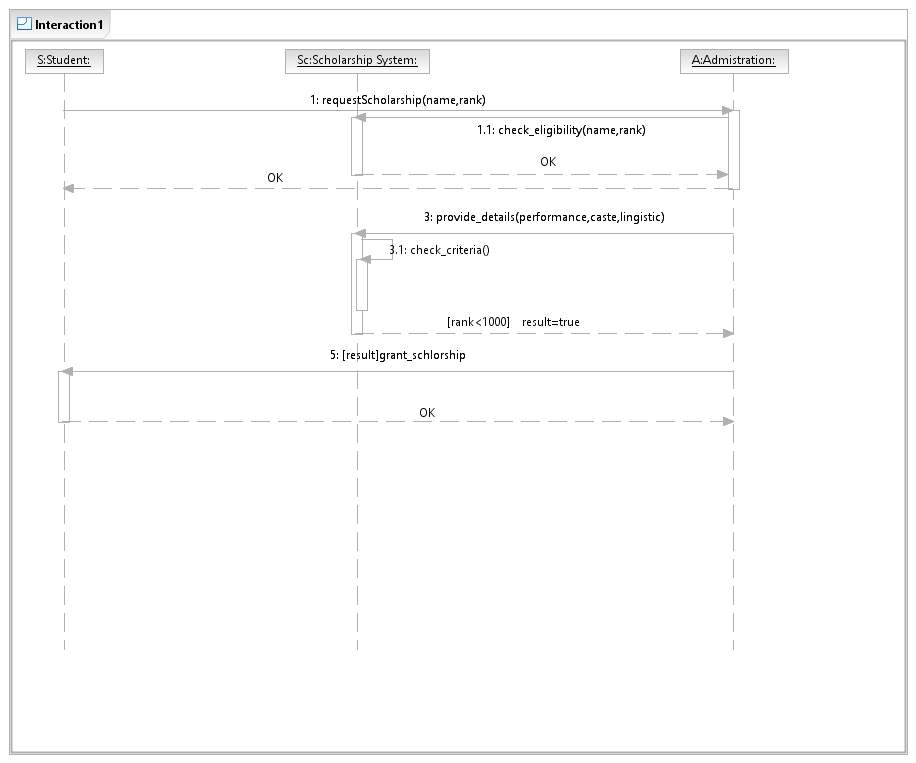 Interaction1
S:Student:
Sc:Scholarship System:
A:Admistration:
1: requestScholarship(name,rank)
1.1: check_eligibility(name,rank)
OK
OK
3: provide_details(performance,caste,lingistic)
3.1: check_criteria()
[rank<1000] result=true
5: [result]grant_schlorship
OK